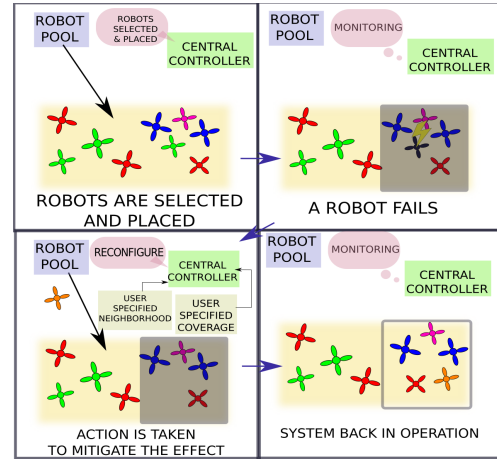 ROBOT
POOL
ROBOTS
SELECTED
& PLACED
CENTRAL
CONTROLLER
ROBOTS ARE SELECTED
AND PLACED
ROBOT
POOL
MONITORING
CENTRAL
CONTROLLER
A ROBOT FAILS
ROBOT
POOL
RECONFIGURE
CENTRAL
CONTROLLER
USER
SPECIFIED
NEIGHBORHOOD
USER
SPECIFIED
COVERAGE
ACTION IS TAKEN
TO MITIGATE THE EFFECT
ROBOT
POOL
MONITORING
CENTRAL
CONTROLLER
SYSTEM BACK IN OPERATION